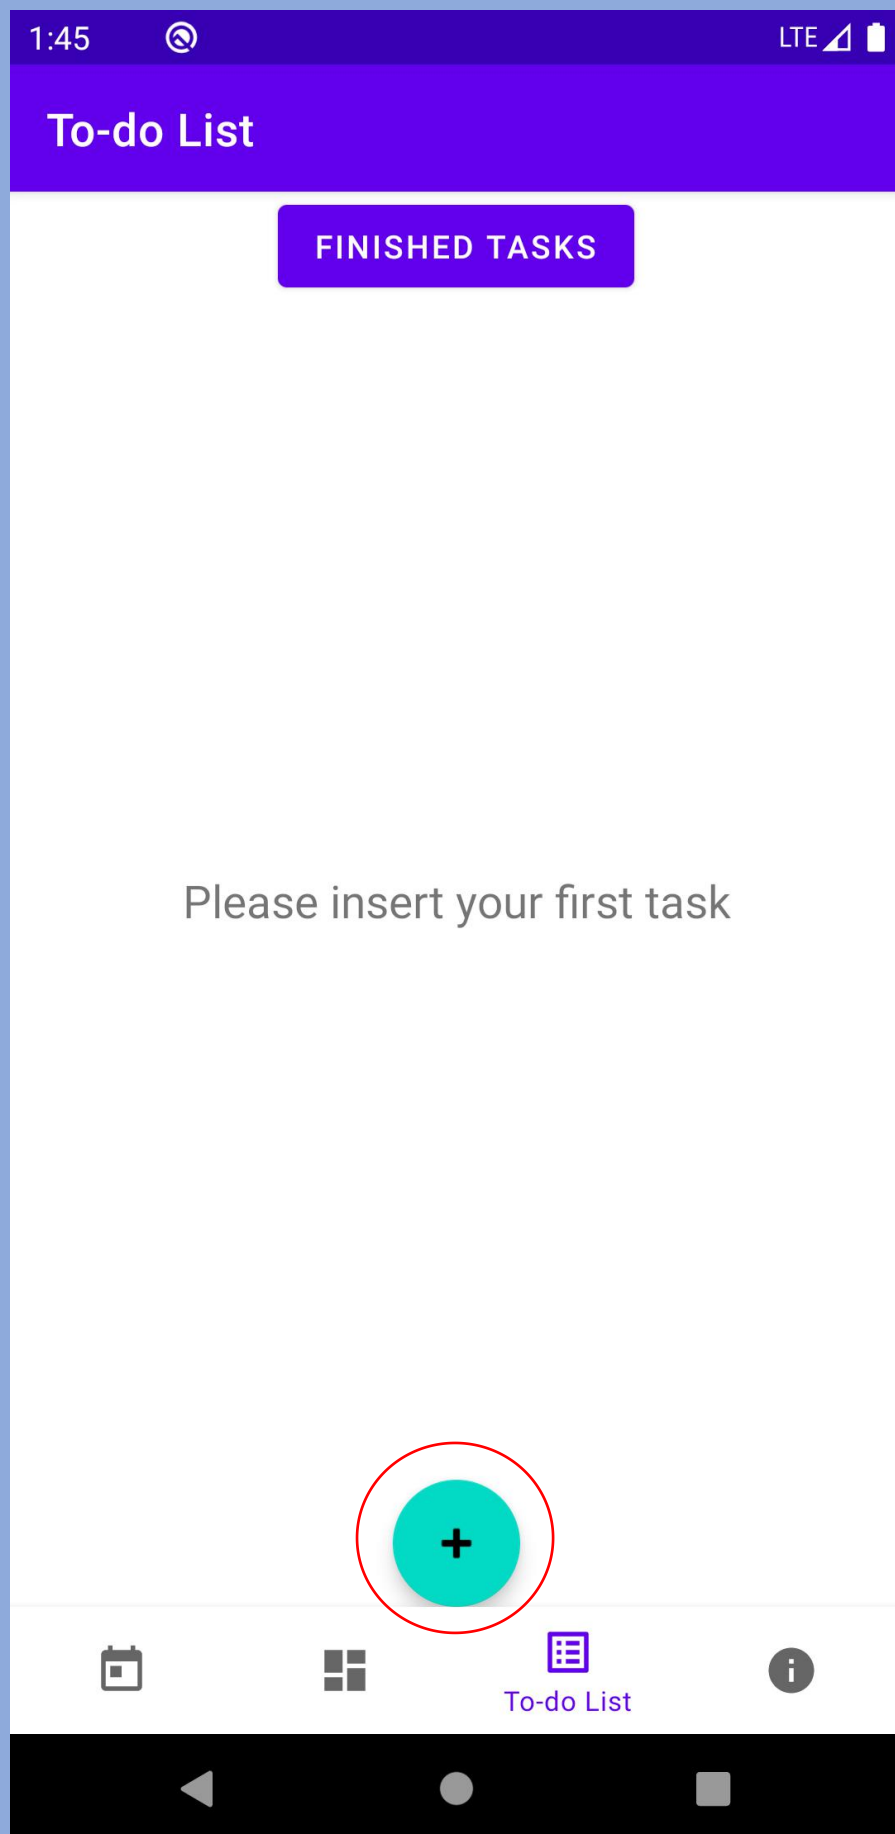 1:45 LTE
To-do List
FINISHED TASKS
Please insert your first task
To-do List